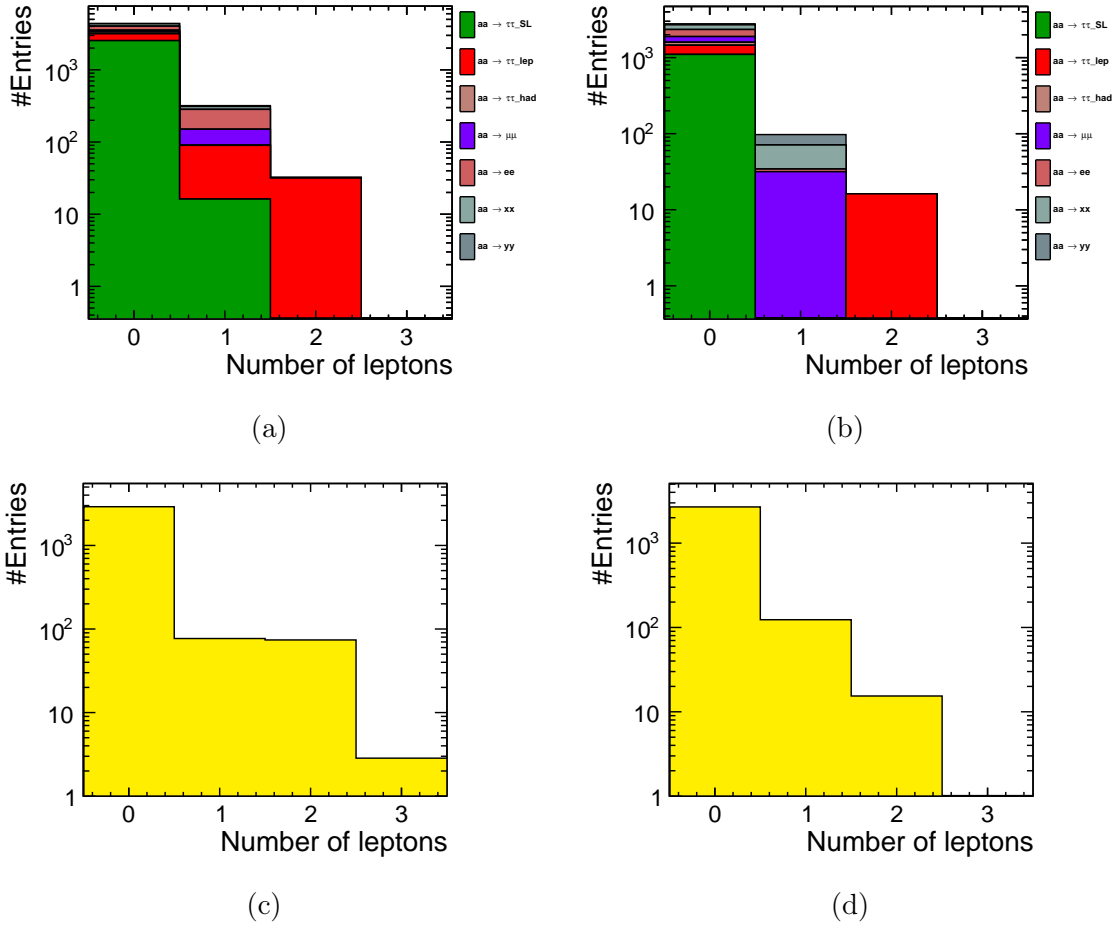 #Entries
10³
10²
10
1
0 1 2 3
Number of leptons
aa → ττ_SL
aa → ττ_lep
aa → ττ_had
aa → μμ
aa → ee
aa → xx
aa → yy
(a)
#Entries
10³
10²
10
1
0 1 2 3
Number of leptons
aa → ττ_SL
aa → ττ_lep
aa → ττ_had
aa → μμ
aa → ee
aa → xx
aa → yy
(b)
#Entries
10³
10²
10
1
0 1 2 3
Number of leptons
(c)
#Entries
10³
10²
10
1
0 1 2 3
Number of leptons
(d)